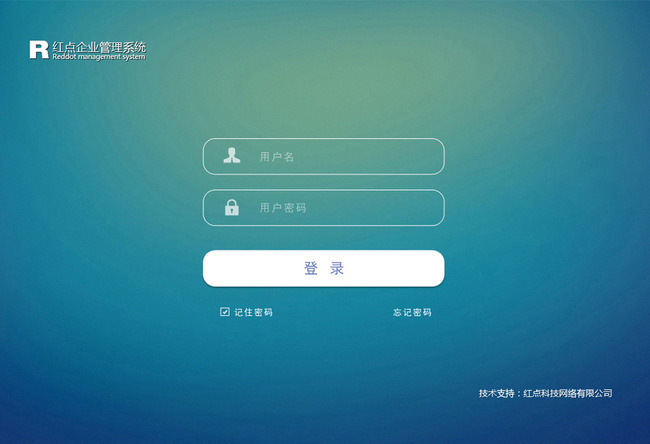 R 红点企业管理系统
Reddot management system
用户名
用户密码
登 录
记住密码 忘记密码
技术支持：红点科技网络有限公司